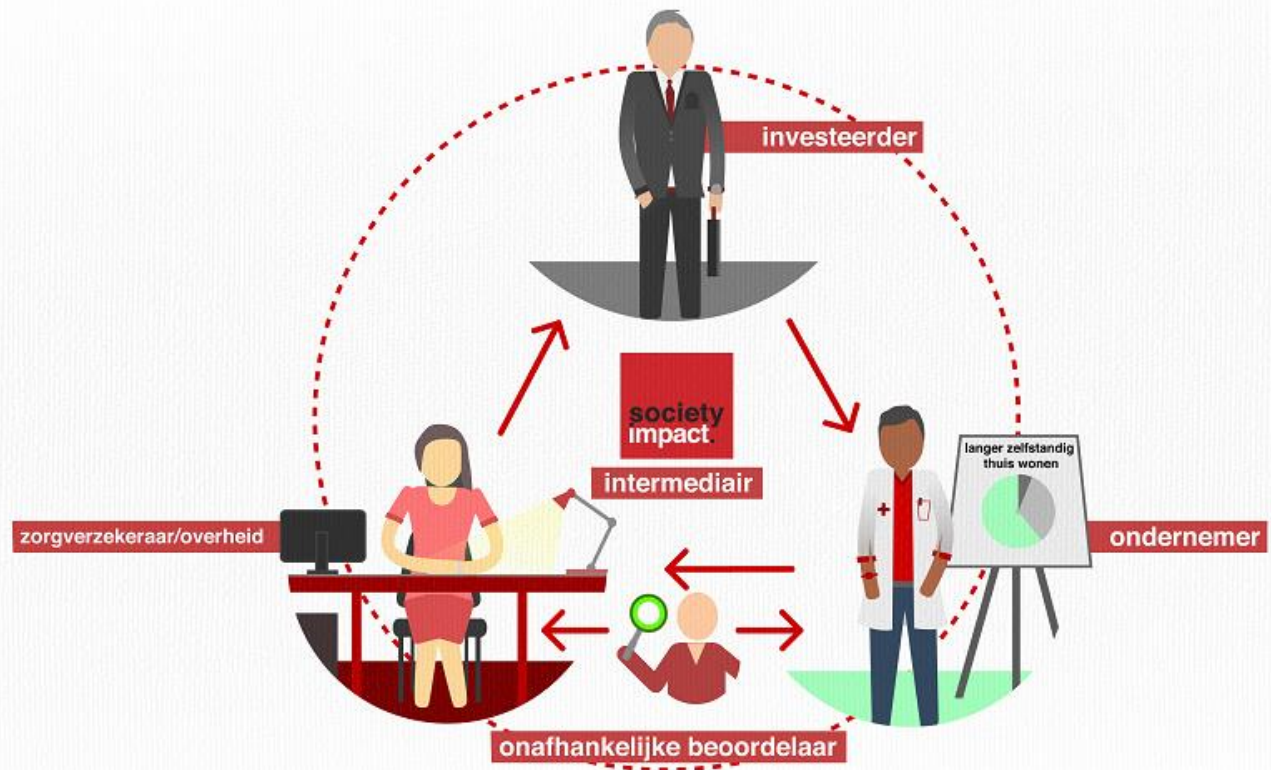 investeerder
society
impact.
intermediair
langer zelfstandig
thuis wonen
zorgverzekeraar/overheid
ondernemer
onafhankelijke beoordelaar